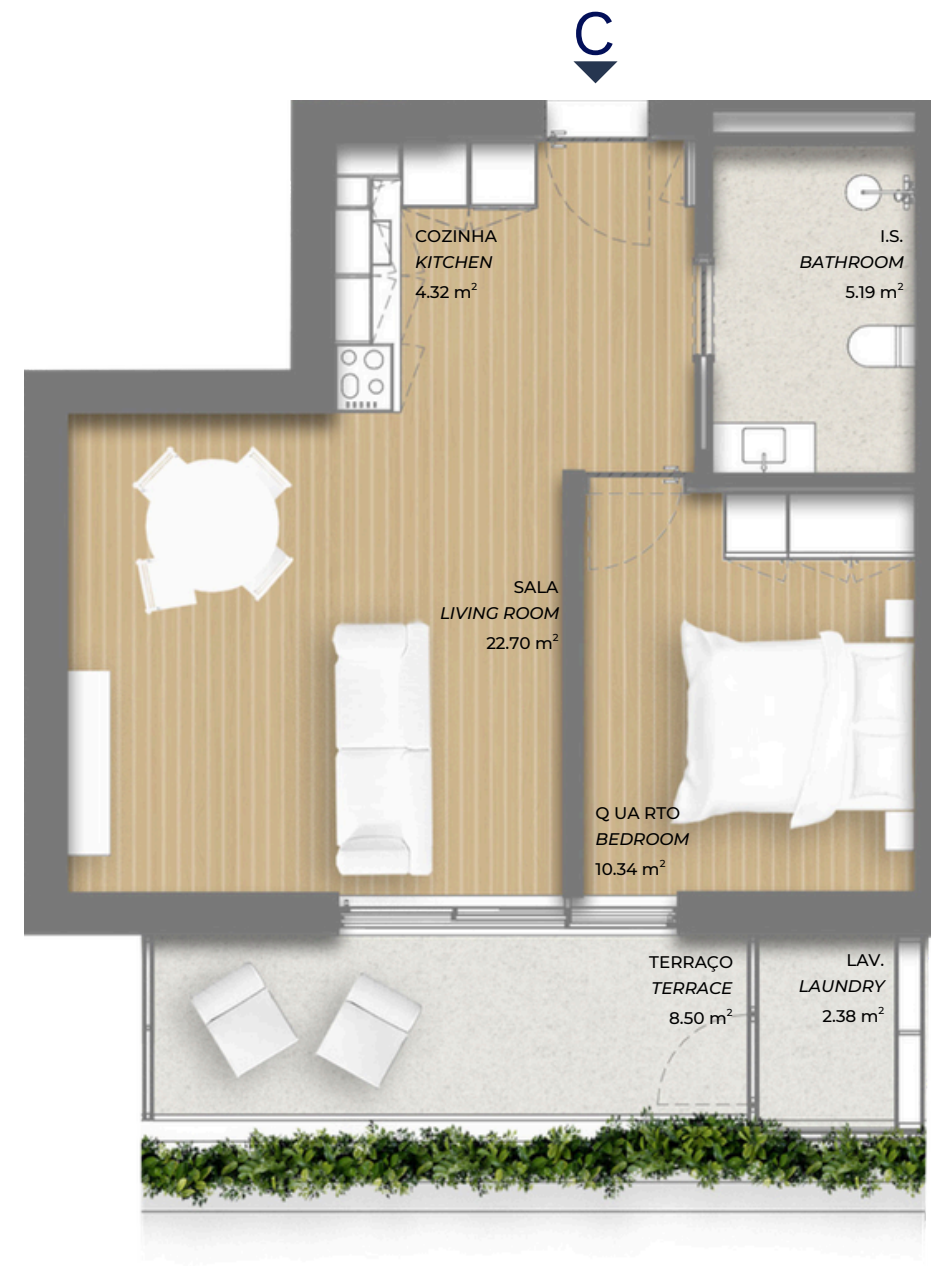 C
COZINHA
KITCHEN
4.32 m²
I.S.
BATHROOM
5.19 m²
SALA
LIVING ROOM
22.70 m²
Q UA RTO
BEDROOM
10.34 m²
TERRAÇO
TERRACE
8.50 m²
LAV.
LAUNDRY
2.38 m²